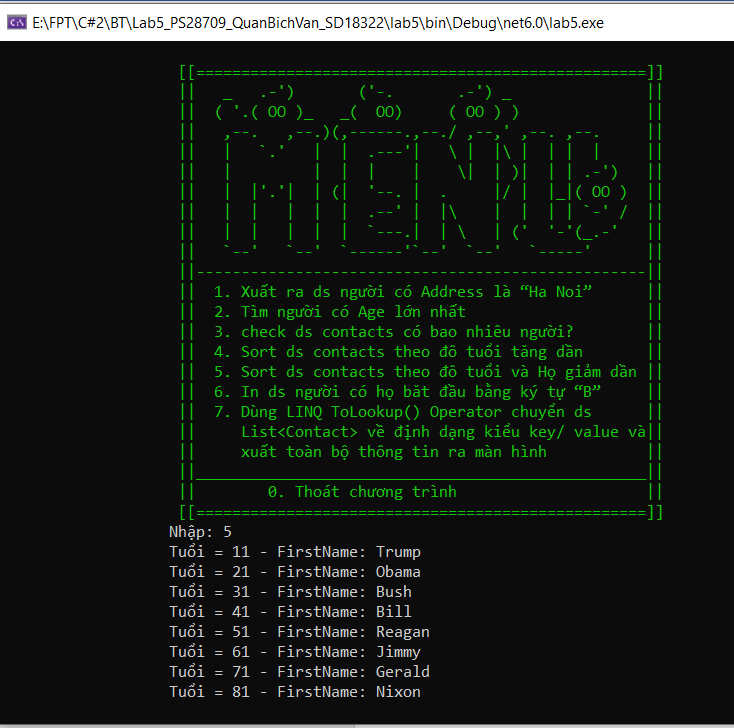 E:\FPT\C#2\BT\Lab5_PS28709_QuanBichVan_SD18322\lab5\bin\Debug\net6.0\lab5.exe
MENU
1. Xuất ra ds người có Address là “Ha Noi”
2. Tìm người có Age lớn nhất
3. check ds contacts có bao nhiêu người?
4. Sort ds contacts theo đô tuổi tăng dần
5. Sort ds contacts theo đô tuổi và Họ giảm dần
6. In ds người có họ băt đầu bằng ký tự “B”
7. Dùng LINQ ToLookup() Operator chuyển ds
List<Contact> về định dạng kiểu key/ value và
xuất toàn bộ thông tin ra màn hình
0. Thoát chương trình
Nhập: 5
Tuổi = 11 - FirstName: Trump
Tuổi = 21 - FirstName: Obama
Tuổi = 31 - FirstName: Bush
Tuổi = 41 - FirstName: Bill
Tuổi = 51 - FirstName: Reagan
Tuổi = 61 - FirstName: Jimmy
Tuổi = 71 - FirstName: Gerald
Tuổi = 81 - FirstName: Nixon